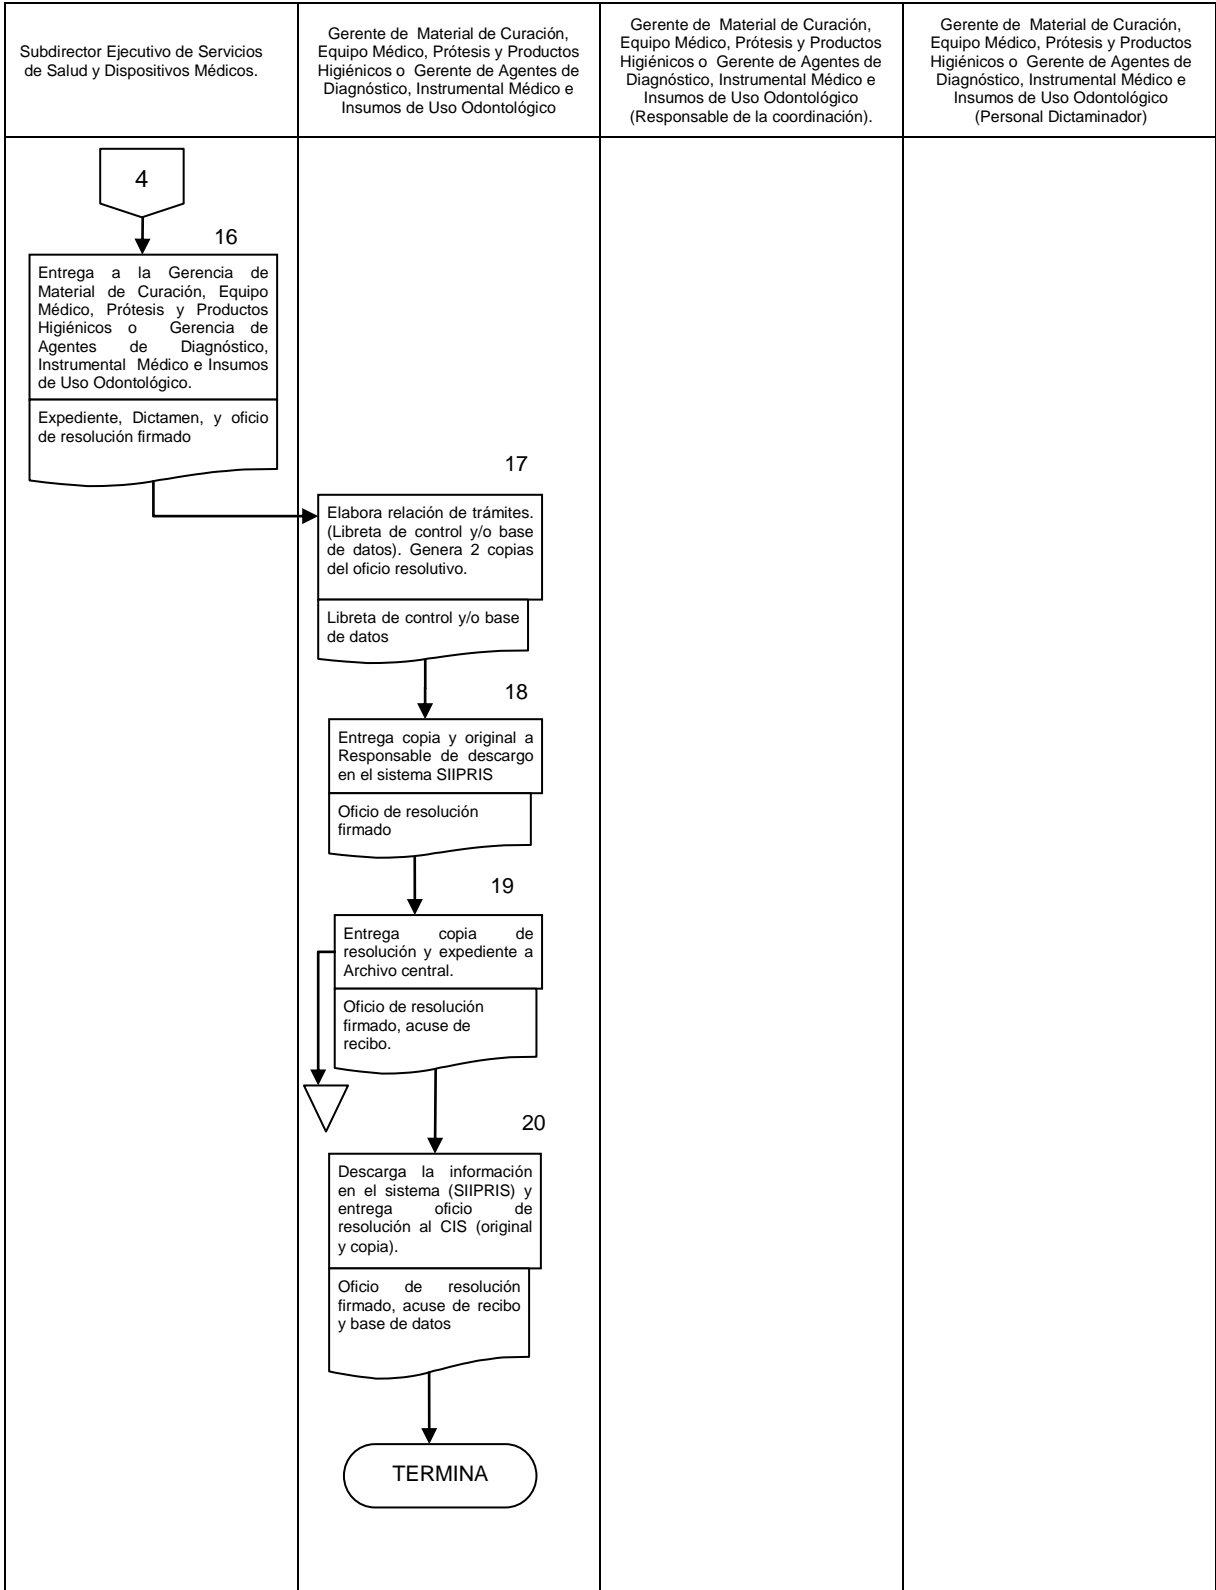 Subdirector Ejecutivo de Servicios
de Salud y Dispositivos Médicos.
Gerente de Material de Curación,
Equipo Médico, Prótesis y Productos
Higiénicos o Gerente de Agentes de
Diagnóstico, Instrumental Médico e
Insumos de Uso Odontológico
Gerente de Material de Curación,
Equipo Médico, Prótesis y Productos
Higiénicos o Gerente de Agentes de
Diagnóstico, Instrumental Médico e
Insumos de Uso Odontológico
(Responsable de la coordinación).
Gerente de Material de Curación,
Equipo Médico, Prótesis y Productos
Higiénicos o Gerente de Agentes de
Diagnóstico, Instrumental Médico e
Insumos de Uso Odontológico
(Personal Dictaminador)
4
16
Entrega a la Gerencia de
Material de Curación, Equipo
Médico, Prótesis y Productos
Higiénicos o Gerencia de
Agentes de Diagnóstico,
Instrumental Médico e Insumos
de Uso Odontológico.
Expediente, Dictamen, y oficio
de resolución firmado
17
Elabora relación de trámites.
(Libreta de control y/o base
de datos). Genera 2 copias
del oficio resolutivo.
Libreta de control y/o base
de datos
18
Entrega copia y original a
Responsable de descargo
en el sistema SIIPRIS
Oficio de resolución
firmado
19
Entrega copia de
resolución y expediente a
Archivo central.
Oficio de resolución
firmado, acuse de
recibo.
20
Descarga la información
en el sistema (SIIPRIS) y
entrega oficio de
resolución al CIS (original
y copia).
Oficio de resolución
firmado, acuse de recibo
y base de datos
TERMINA